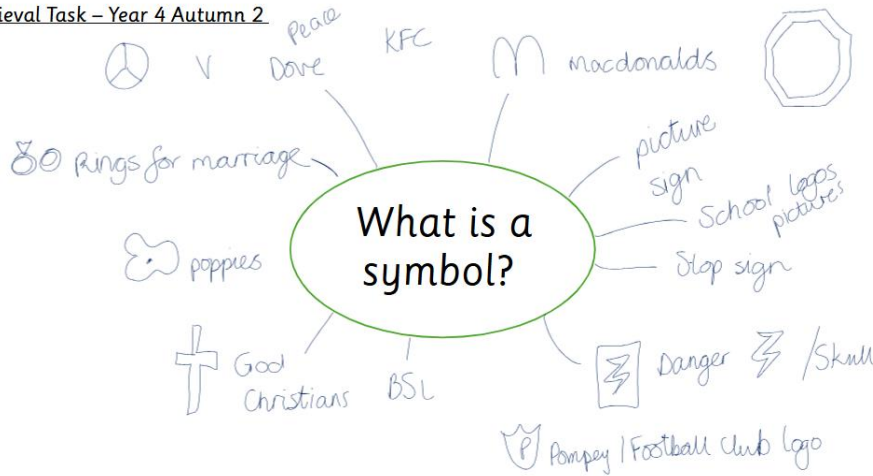 ieval Task – Year 4 Autumn 2
Peace
V Dove KFC
M Macdonalds
Rings for marriage
picture
sign
School logos
pictures
What is a
symbol?
poppies
Stop sign
God
Christians
BSL
Danger /Skull
P Pompey / Football Club logo